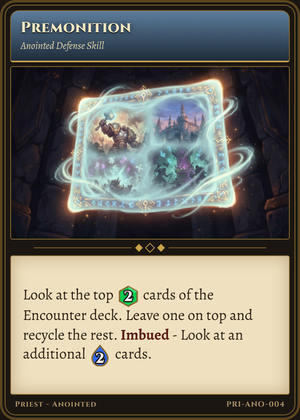 Premonition
Anointed Defense Skill
Look at the top 2 cards of the
Encounter deck. Leave one on top and
recycle the rest. Imbued - Look at an
additional 2 cards.
Priest - Anointed
PRI-ANO-004